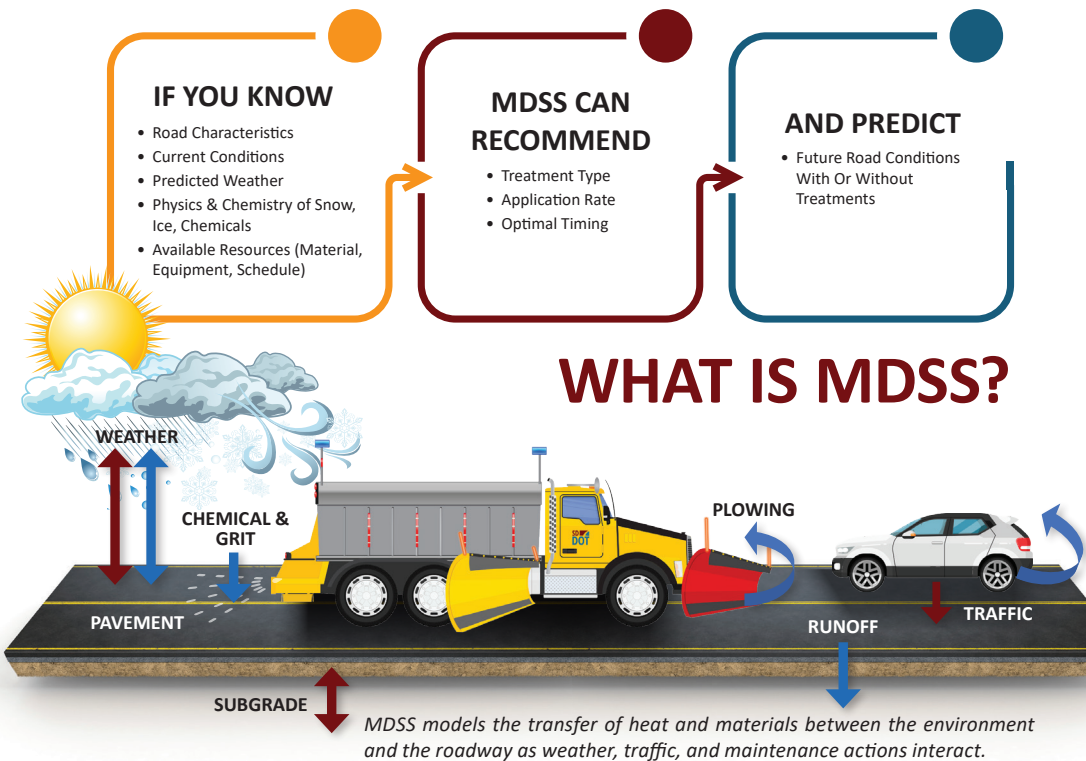 IF YOU KNOW
• Road Characteristics
• Current Conditions
• Predicted Weather
• Physics & Chemistry of Snow,
Ice, Chemicals
• Available Resources (Material,
Equipment, Schedule)
MDSS CAN
RECOMMEND
• Treatment Type
• Application Rate
• Optimal Timing
AND PREDICT
• Future Road Conditions
With Or Without
Treatments
WHAT IS MDSS?
WEATHER
CHEMICAL &
GRIT
SD
DOT
PLOWING
PAVEMENT
RUNOFF
TRAFFIC
SUBGRADE
MDSS models the transfer of heat and materials between the environment
and the roadway as weather, traffic, and maintenance actions interact.